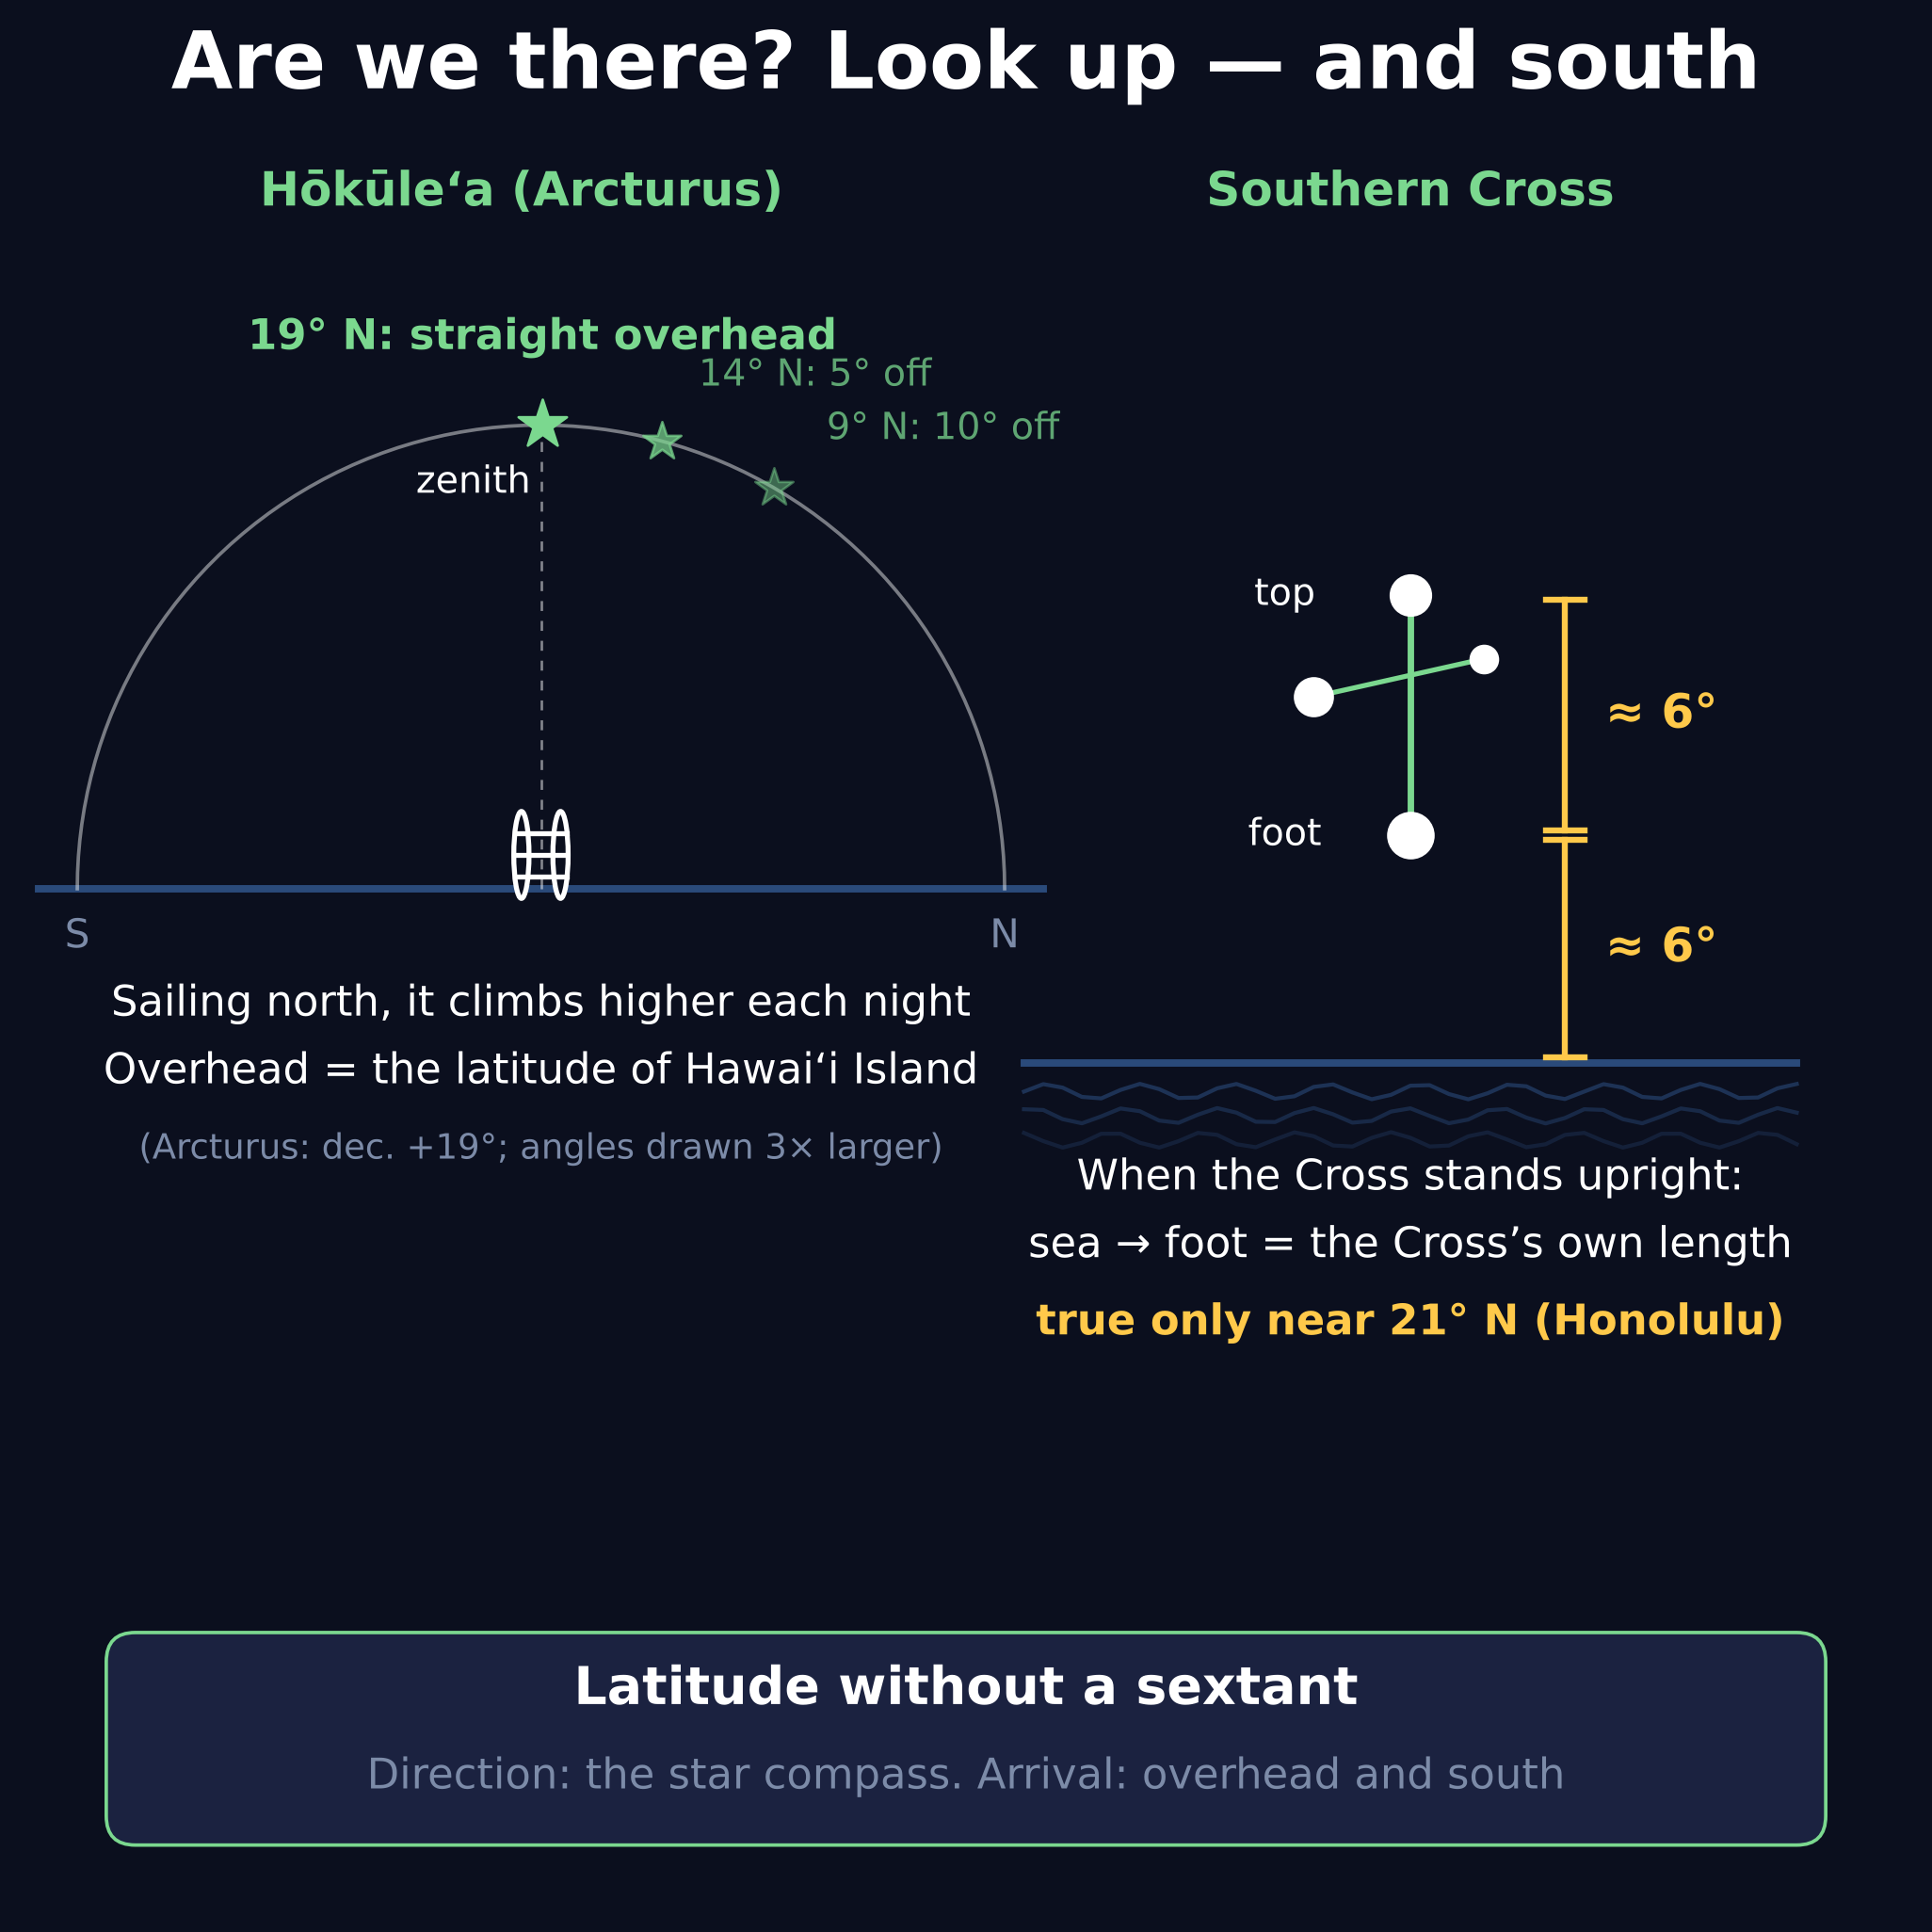 Are we there? Look up — and south
Hōkūleʻa (Arcturus)
Southern Cross
19° N: straight overhead
14° N: 5° off
9° N: 10° off
zenith
S
N
Sailing north, it climbs higher each night
Overhead = the latitude of Hawaiʻi Island
(Arcturus: dec. +19°; angles drawn 3× larger)
top
foot
≈ 6°
≈ 6°
When the Cross stands upright:
sea → foot = the Cross’s own length
true only near 21° N (Honolulu)
Latitude without a sextant
Direction: the star compass. Arrival: overhead and south